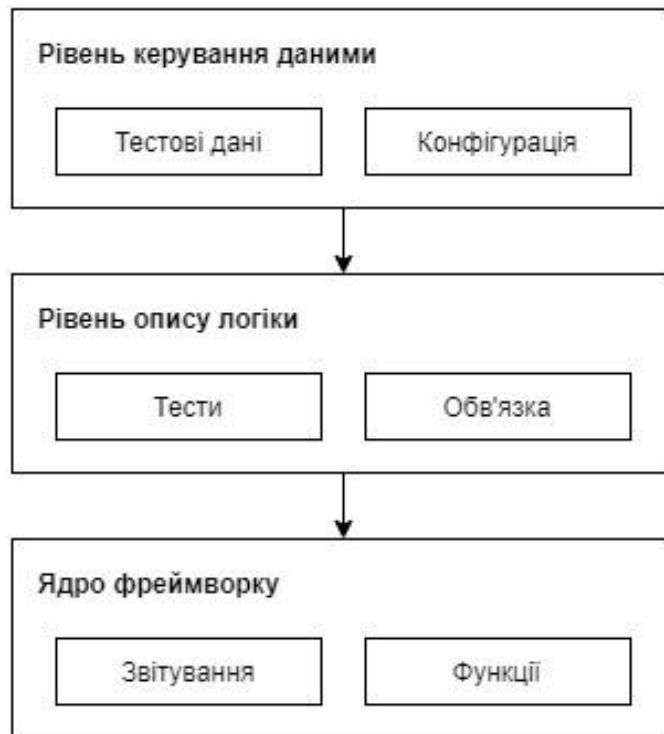 Рівень керування даними
Тестові дані
Конфігурація
Рівень опису логіки
Тести
Обв'язка
Ядро фреймворку
Звітування
Функції